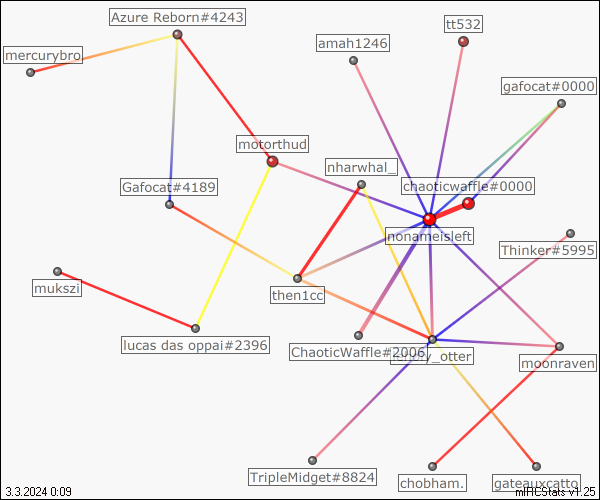 Azure Reborn#4243
tt532
amah1246
mercurybro
gafocat#0000
motorthud
nharwhal_
chaoticwaffle#0000
Gafocat#4189
nonameisleft
Thinker#5995
mukszi
then1cc
lucas das oppai#2396
ChaoticWaffle#2006
_otter
moonraven
TripleMidget#8824
chobham.
gateauxcatto
3.3.2024 0:09
mIRCStats v1.25